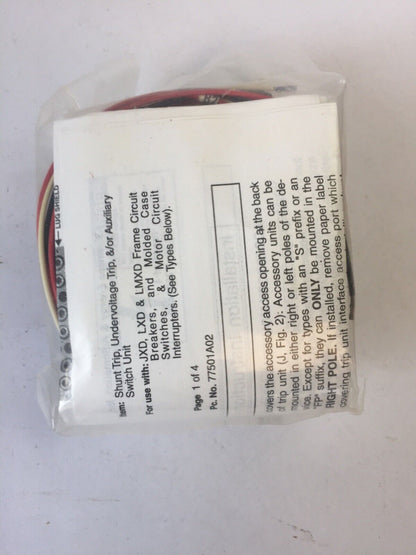 LUG SHIELD
Item: Shunt Trip, Undervoltage Trip, &/or Auxiliary
Switch Unit
For use with: JXD, LXD & LMXD Frame Circuit
Breakers, and Molded Case
Switches, & Motor Circuit
Interrupters. (See Types below).
Page 1 of 4
Pc. No. 77501A02
covers the accessory access opening at the back
of trip unit (J, Fig. 2). Accessory units can be
mounted in either right or left poles of the de-
vice. Except for types with an "S" prefix or an
"FP" suffix, they can ONLY be mounted in the
RIGHT POLE. If installed, remove paper label
covering trip unit interface access port which